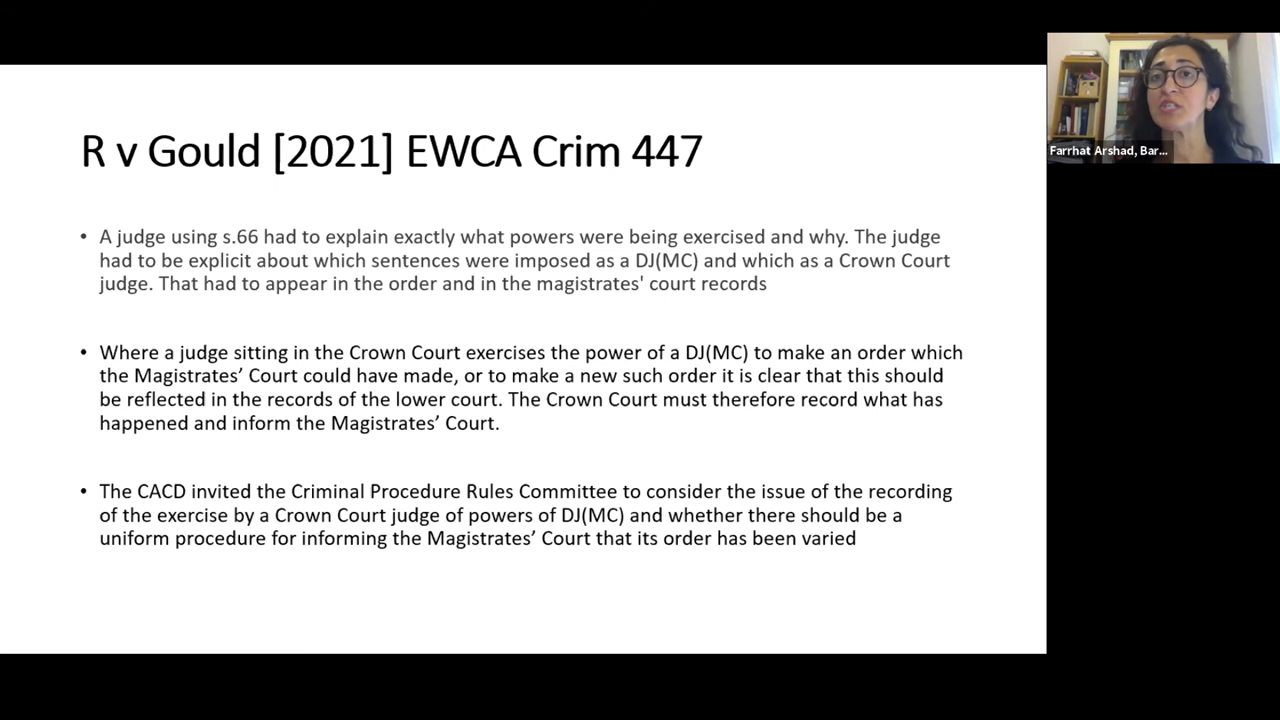 R v Gould [2021] EWCA Crim 447
• A judge using s.66 had to explain exactly what powers were being exercised and why. The judge
had to be explicit about which sentences were imposed as a DJ(MC) and which as a Crown Court
judge. That had to appear in the order and in the magistrates' court records
• Where a judge sitting in the Crown Court exercises the power of a DJ(MC) to make an order which
the Magistrates’ Court could have made, or to make a new such order it is clear that this should
be reflected in the records of the lower court. The Crown Court must therefore record what has
happened and inform the Magistrates’ Court.
• The CACD invited the Criminal Procedure Rules Committee to consider the issue of the recording
of the exercise by a Crown Court judge of powers of DJ(MC) and whether there should be a
uniform procedure for informing the Magistrates’ Court that its order has been varied
Farrhat Arshad, Bar...